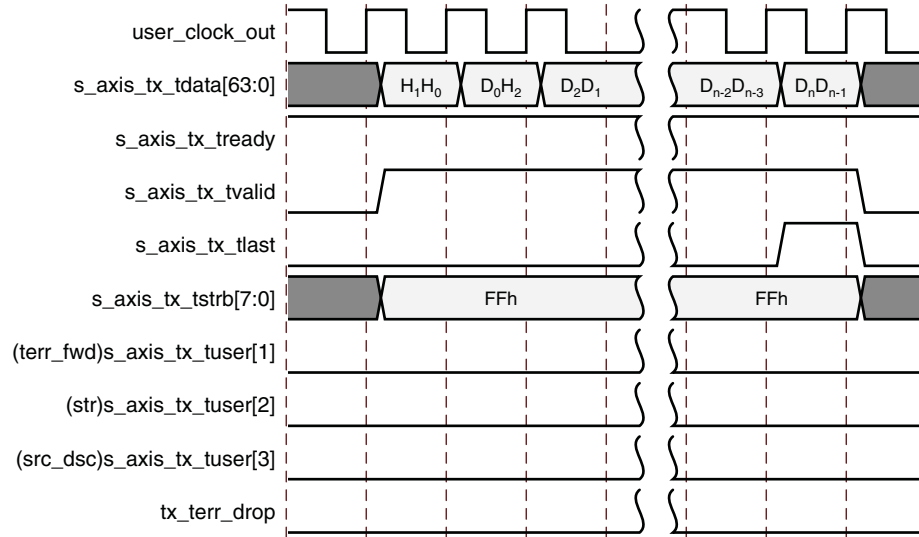 user_clock_out
s_axis_tx_tdata[63:0] H₁H₀ D₀H₂ D₂D₁ Dₙ₋₂Dₙ₋₃ DₙDₙ₋₁
s_axis_tx_tready
s_axis_tx_tvalid
s_axis_tx_tlast
s_axis_tx_tstrb[7:0] FFh FFh
(terr_fwd)s_axis_tx_tuser[1]
(str)s_axis_tx_tuser[2]
(src_dsc)s_axis_tx_tuser[3]
tx_terr_drop